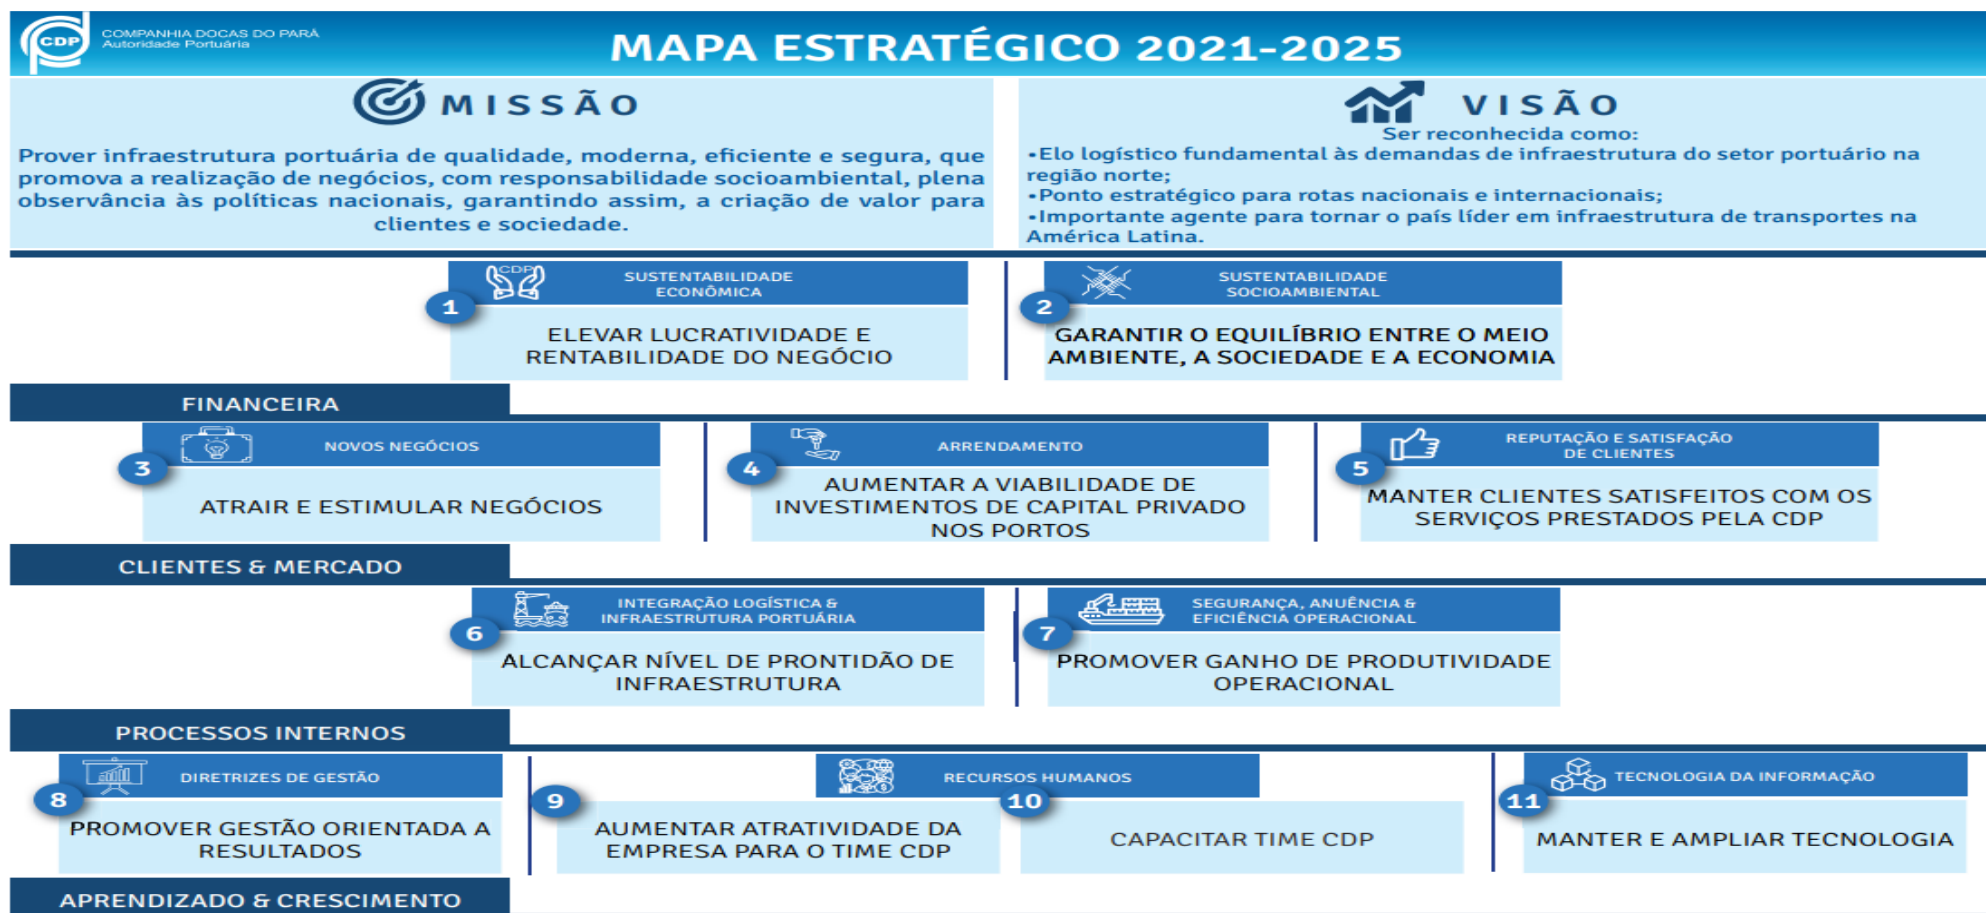 CDP
COMPANHIA DOCAS DO PARÁ
Autoridade Portuária
MAPA ESTRATÉGICO 2021-2025
MISSÃO
Prover infraestrutura portuária de qualidade, moderna, eficiente e segura, que
promova a realização de negócios, com responsabilidade socioambiental, plena
observância às políticas nacionais, garantindo assim, a criação de valor para
clientes e sociedade.
VISÃO
Ser reconhecida como:
•Elo logístico fundamental às demandas de infraestrutura do setor portuário na
região norte;
•Ponto estratégico para rotas nacionais e internacionais;
•Importante agente para tornar o país líder em infraestrutura de transportes na
América Latina.
CDP
SUSTENTABILIDADE
ECONÔMICA
1
ELEVAR LUCRATIVIDADE E
RENTABILIDADE DO NEGÓCIO
SUSTENTABILIDADE
SOCIOAMBIENTAL
2
GARANTIR O EQUILÍBRIO ENTRE O MEIO
AMBIENTE, A SOCIEDADE E A ECONOMIA
FINANCEIRA
NOVOS NEGÓCIOS
3
ATRAIR E ESTIMULAR NEGÓCIOS
ARRENDAMENTO
4
AUMENTAR A VIABILIDADE DE
INVESTIMENTOS DE CAPITAL PRIVADO
NOS PORTOS
REPUTAÇÃO E SATISFAÇÃO
DE CLIENTES
5
MANTER CLIENTES SATISFEITOS COM OS
SERVIÇOS PRESTADOS PELA CDP
CLIENTES & MERCADO
INTEGRAÇÃO LOGÍSTICA &
INFRAESTRUTURA PORTUÁRIA
6
ALCANÇAR NÍVEL DE PRONTIDÃO DE
INFRAESTRUTURA
SEGURANÇA, ANUÊNCIA &
EFICIÊNCIA OPERACIONAL
7
PROMOVER GANHO DE PRODUTIVIDADE
OPERACIONAL
PROCESSOS INTERNOS
DIRETRIZES DE GESTÃO
8
PROMOVER GESTÃO ORIENTADA A
RESULTADOS
RECURSOS HUMANOS
9
AUMENTAR ATRATIVIDADE DA
EMPRESA PARA O TIME CDP
10
CAPACITAR TIME CDP
TECNOLOGIA DA INFORMAÇÃO
11
MANTER E AMPLIAR TECNOLOGIA
APRENDIZADO & CRESCIMENTO